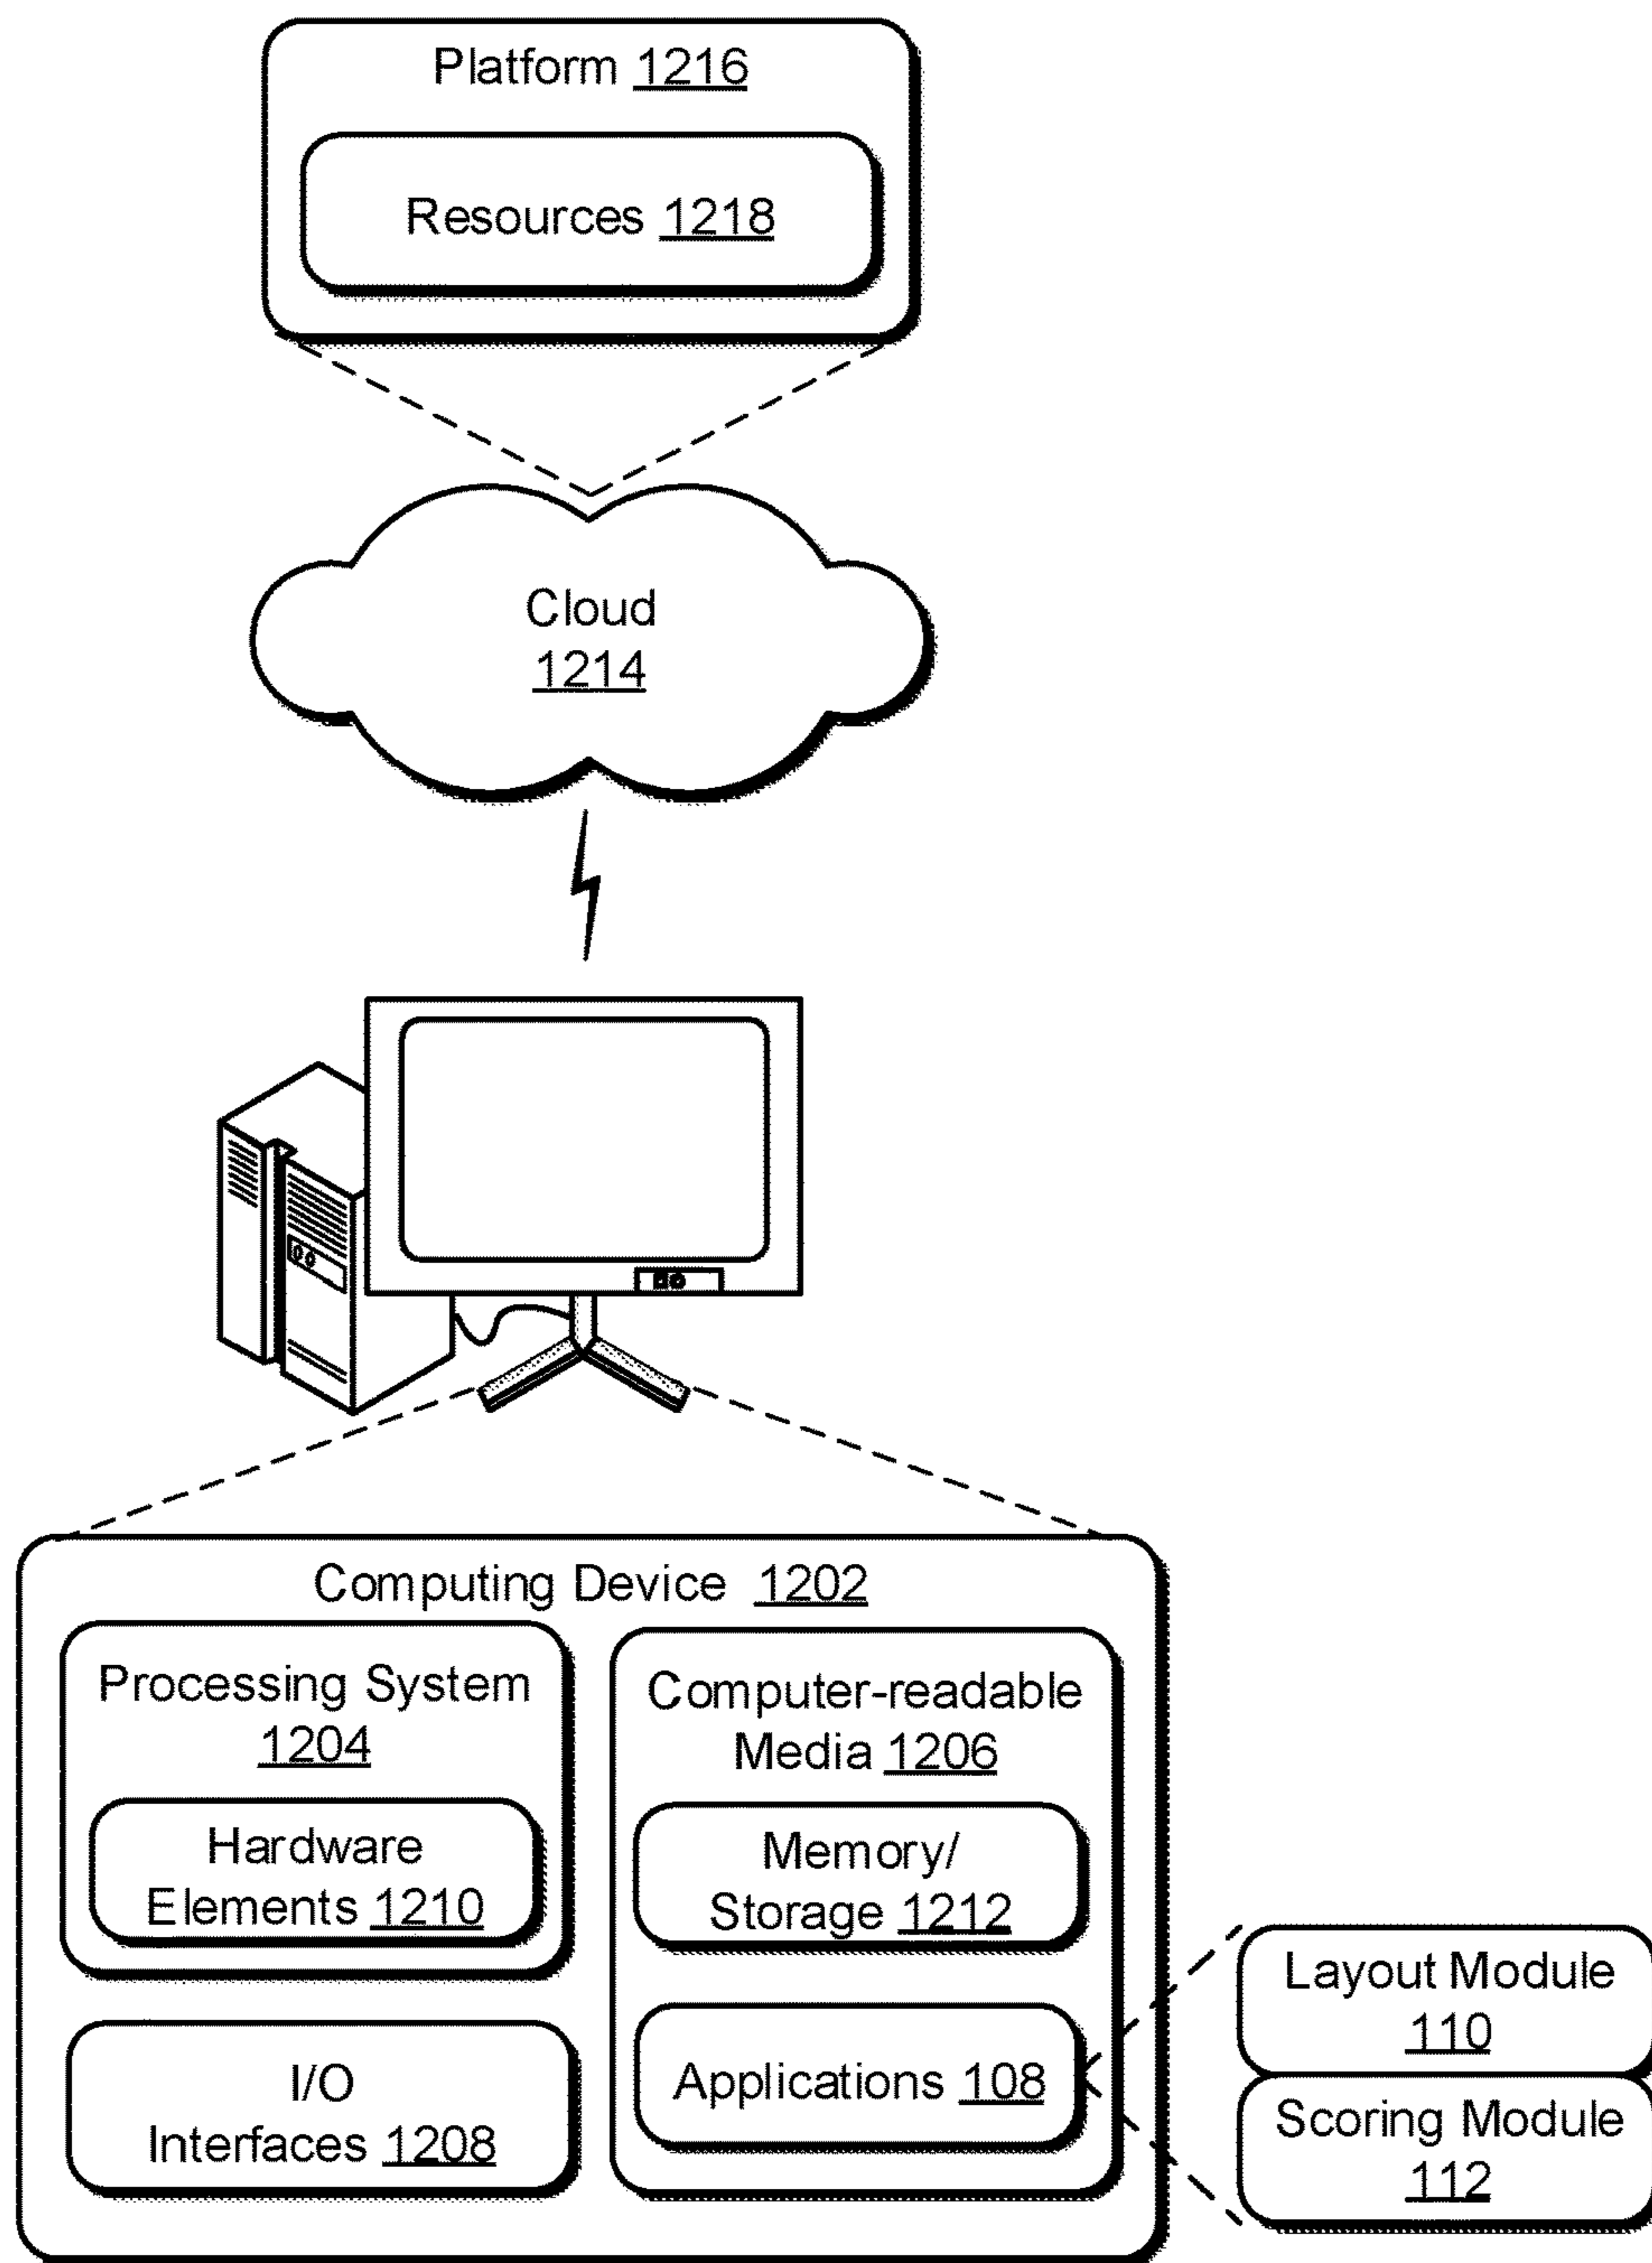 Platform 1216
Resources 1218
Cloud
1214
Computing Device 1202
Processing System
1204
Hardware
Elements 1210
I/O
Interfaces 1208
Computer-readable
Media 1206
Memory/
Storage 1212
Applications 108
Layout Module
110
Scoring Module
112